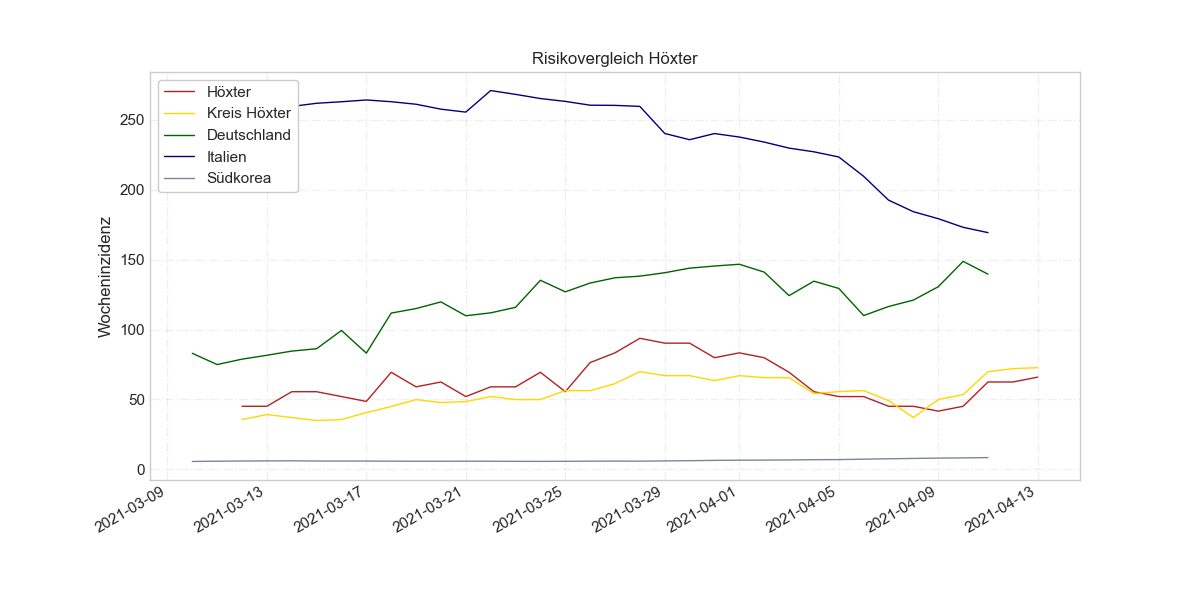 Risikovergleich Höxter
Höxter
Kreis Höxter
Deutschland
Italien
Südkorea
Wocheninzidenz
250
200
150
100
50
0
2021-03-09
2021-03-13
2021-03-17
2021-03-21
2021-03-25
2021-03-29
2021-04-01
2021-04-05
2021-04-09
2021-04-13